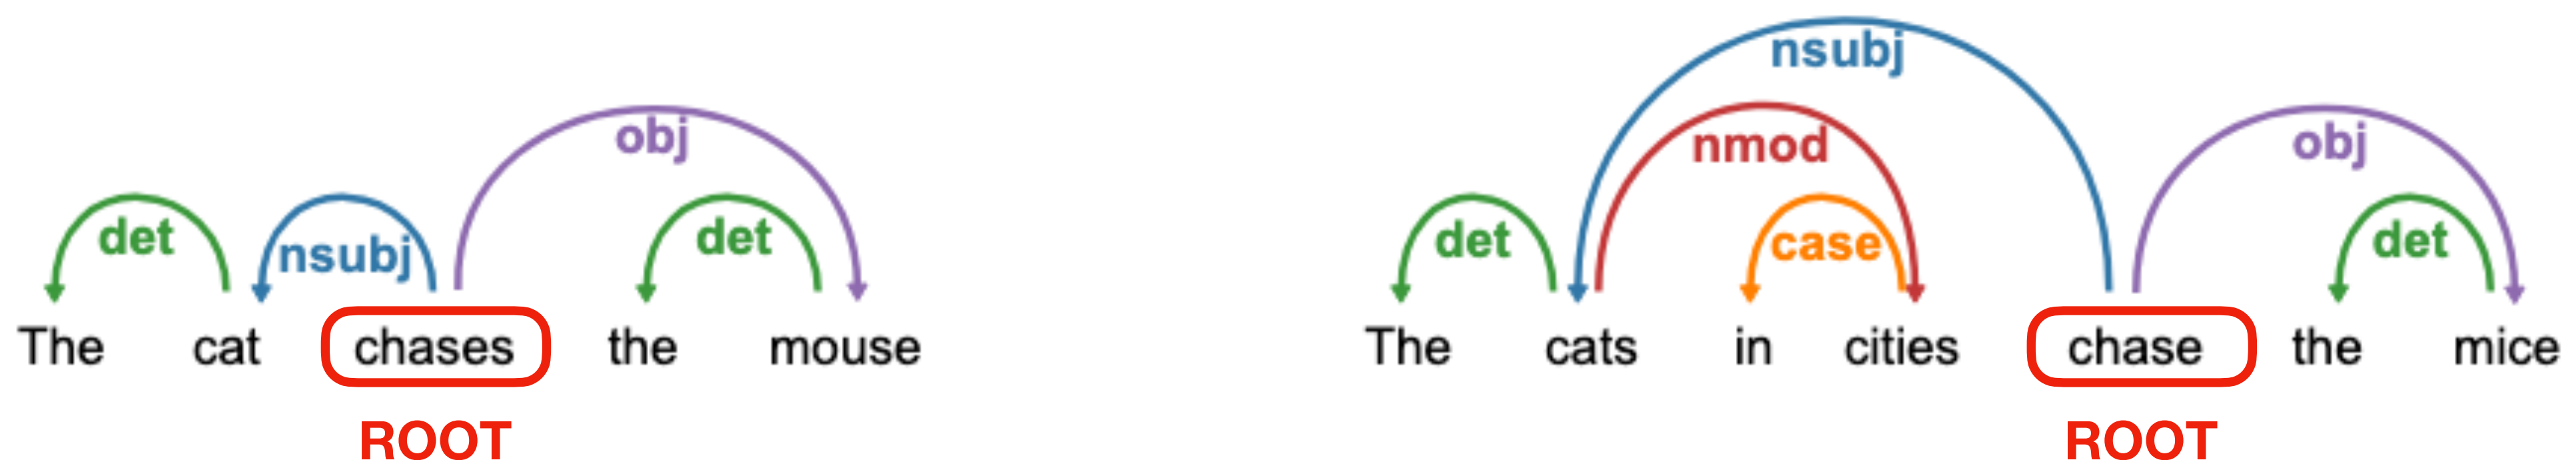 nsubj
obj
nmod
obj
det
nsubj
det
det
case
det
The cat chases the mouse
The cats in cities chase the mice
ROOT
ROOT